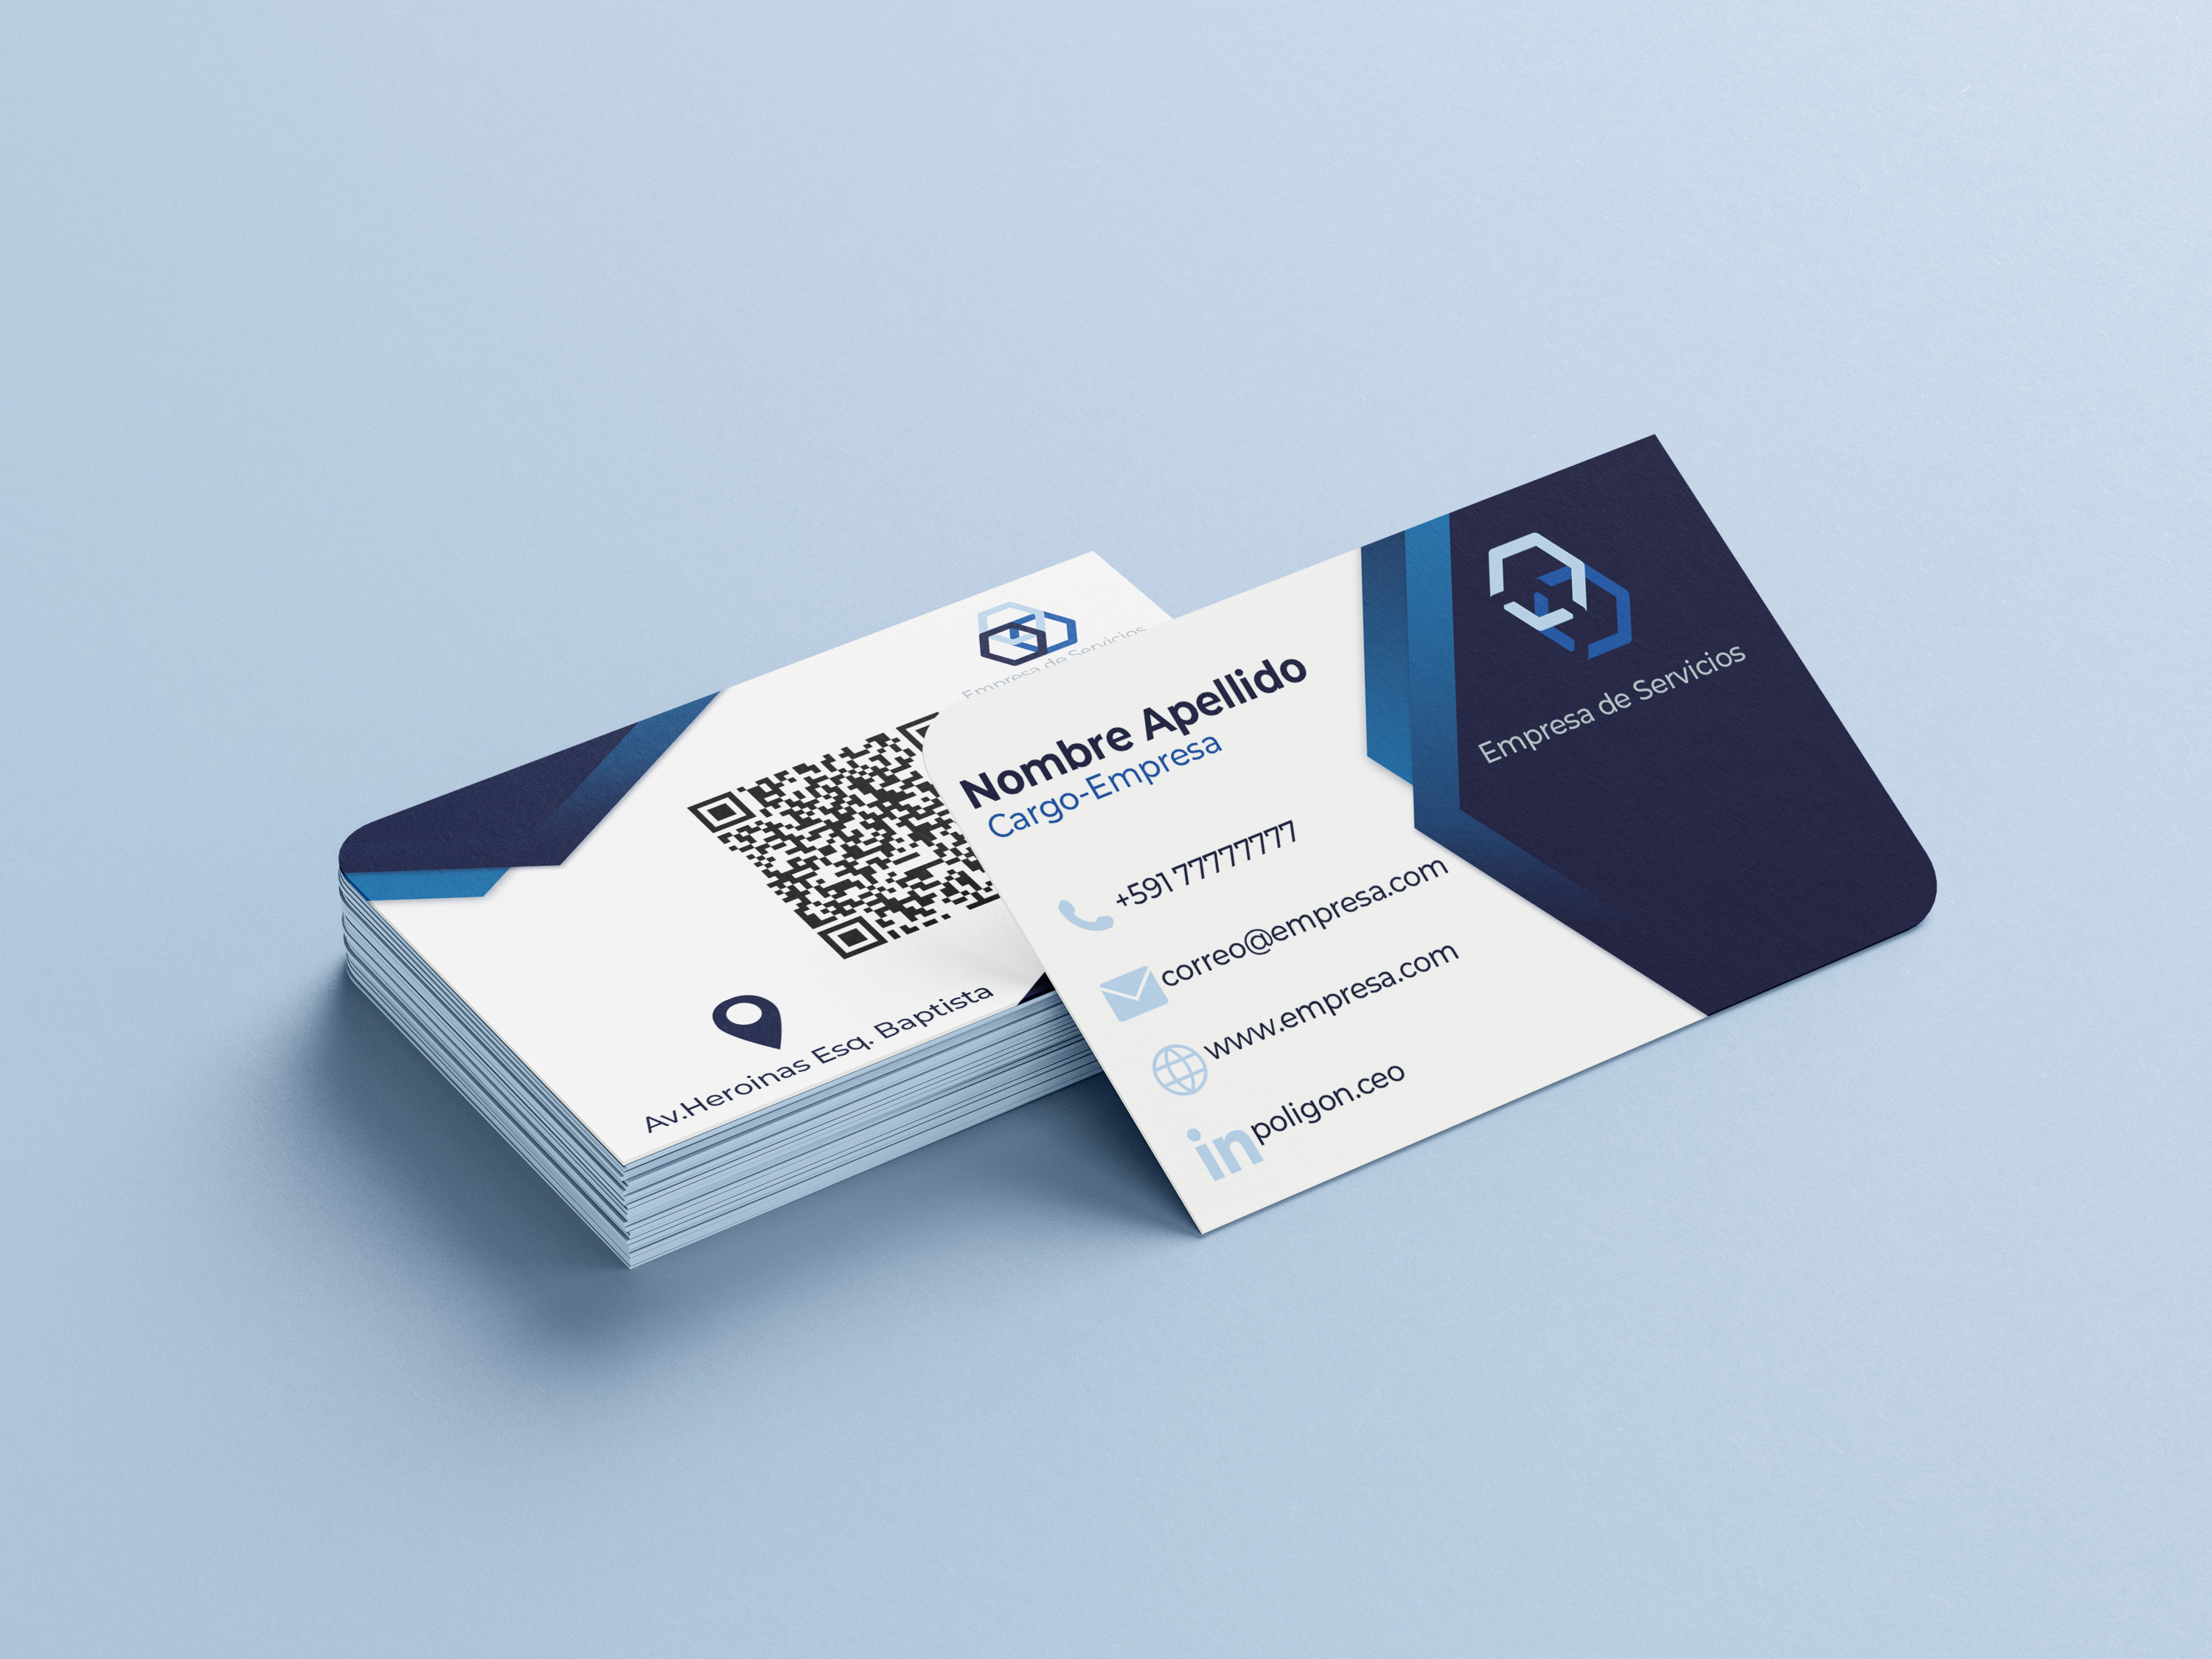 Empresa de Servicios
Av.Heroinas Esq. Baptista
Nombre Apellido
Cargo-Empresa
+591 77777777
correo@empresa.com
www.empresa.com
in poligon.ceo
Empresa de Servicios